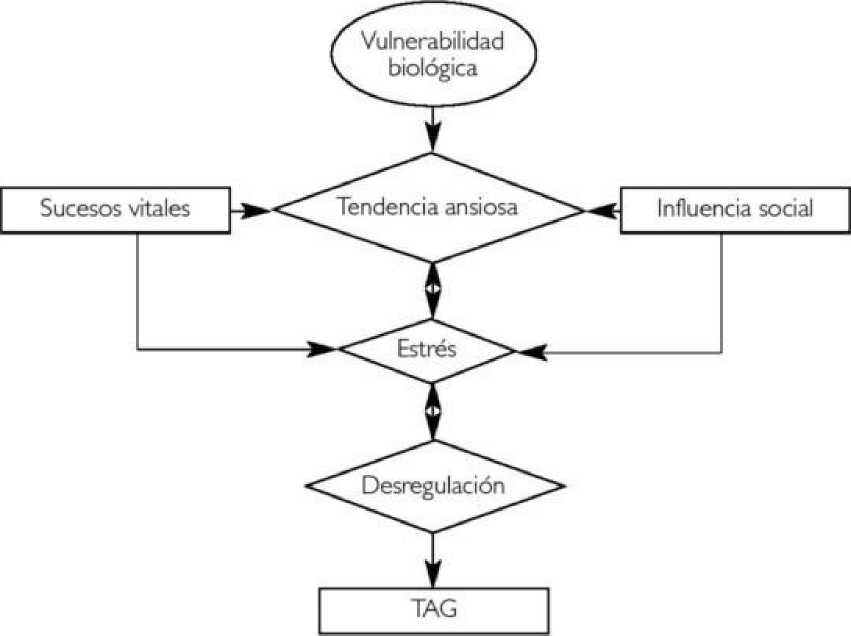 Vulnerabilidad
biológica
Sucesos vitales
Tendencia ansiosa
Influencia social
Estrés
Desregulación
TAG